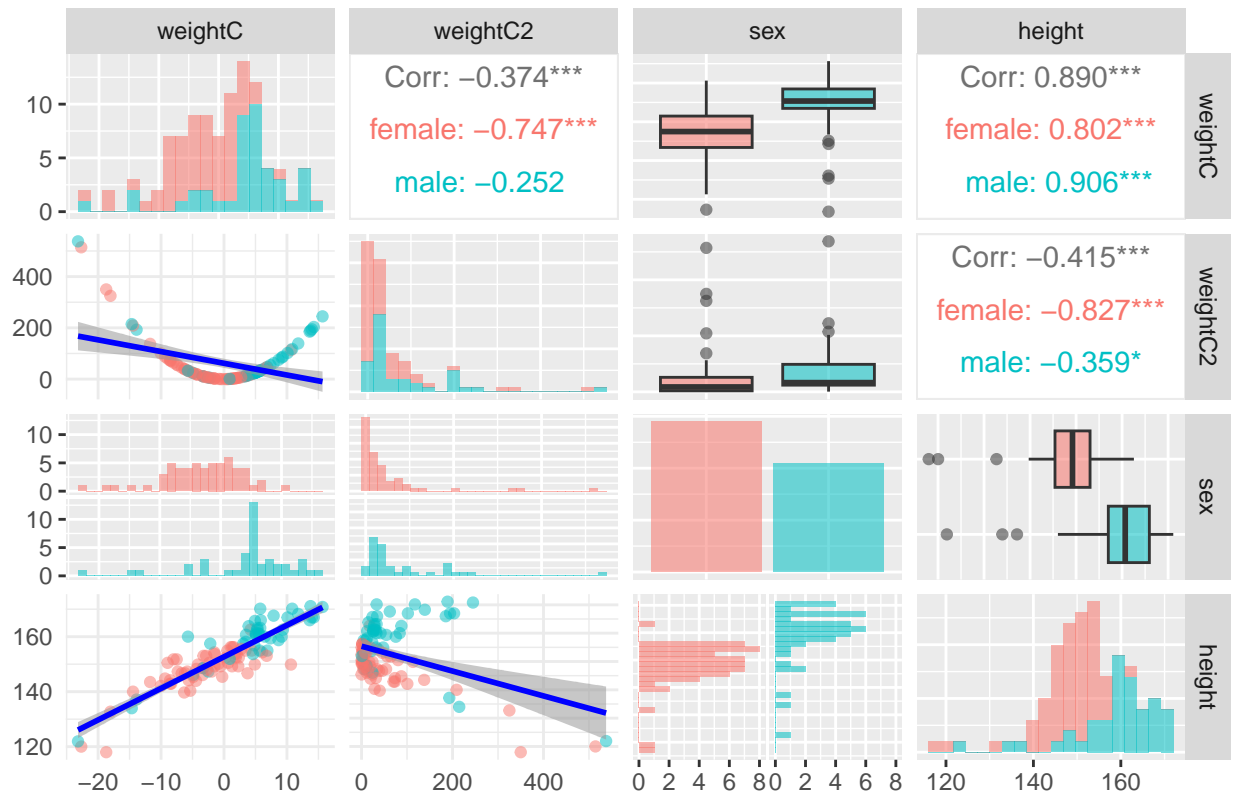 weightC weightC2 sex height
Corr: −0.374*** Corr: 0.890***
female: −0.747*** female: 0.802***
male: −0.252 male: 0.906***
weightC
10
5
0
Corr: −0.415***
female: −0.827***
male: −0.359*
weightC2
400
200
0
sex
10
5
0
10
5
0
height
160
140
120
−20 −10 0 10 0 200 400 0 2 4 6 8 0 2 4 6 8 120 140 160